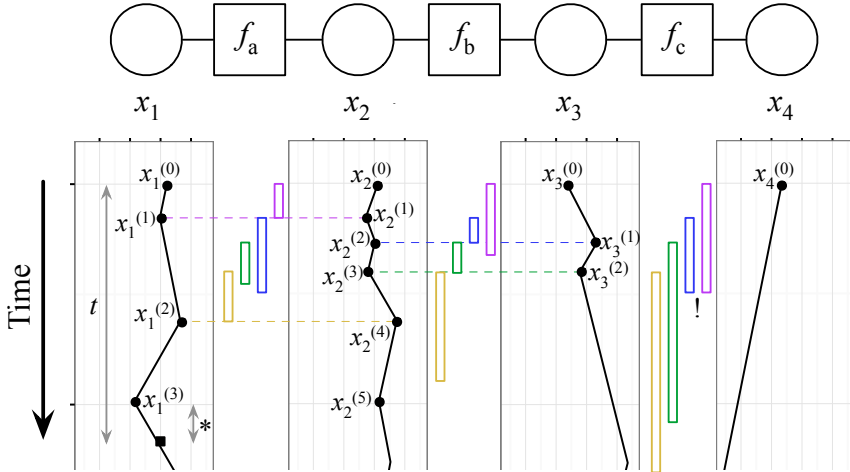 fa fb fc
x1 x2 x3 x4
x1(0) x2(0) x3(0) x4(0)
x1(1) x2(1)
x2(2) x3(1)
x2(3) x3(2)
Time
t
x1(2) x2(4)
!
x1(3) x2(5)
*